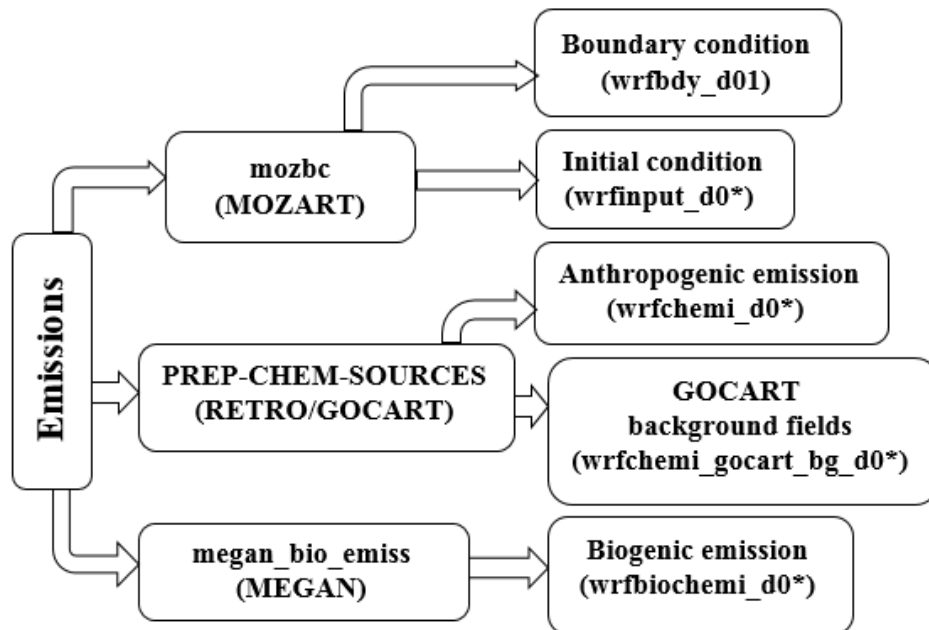 Emissions
mozbc
(MOZART)
Boundary condition
(wrfbdy_d01)
Initial condition
(wrfinput_d0*)
PREP-CHEM-SOURCES
(RETRO/GOCART)
Anthropogenic emission
(wrfchemi_d0*)
GOCART
background fields
(wrfchemi_gocart_bg_d0*)
megan_bio_emiss
(MEGAN)
Biogenic emission
(wrfbiochemi_d0*)